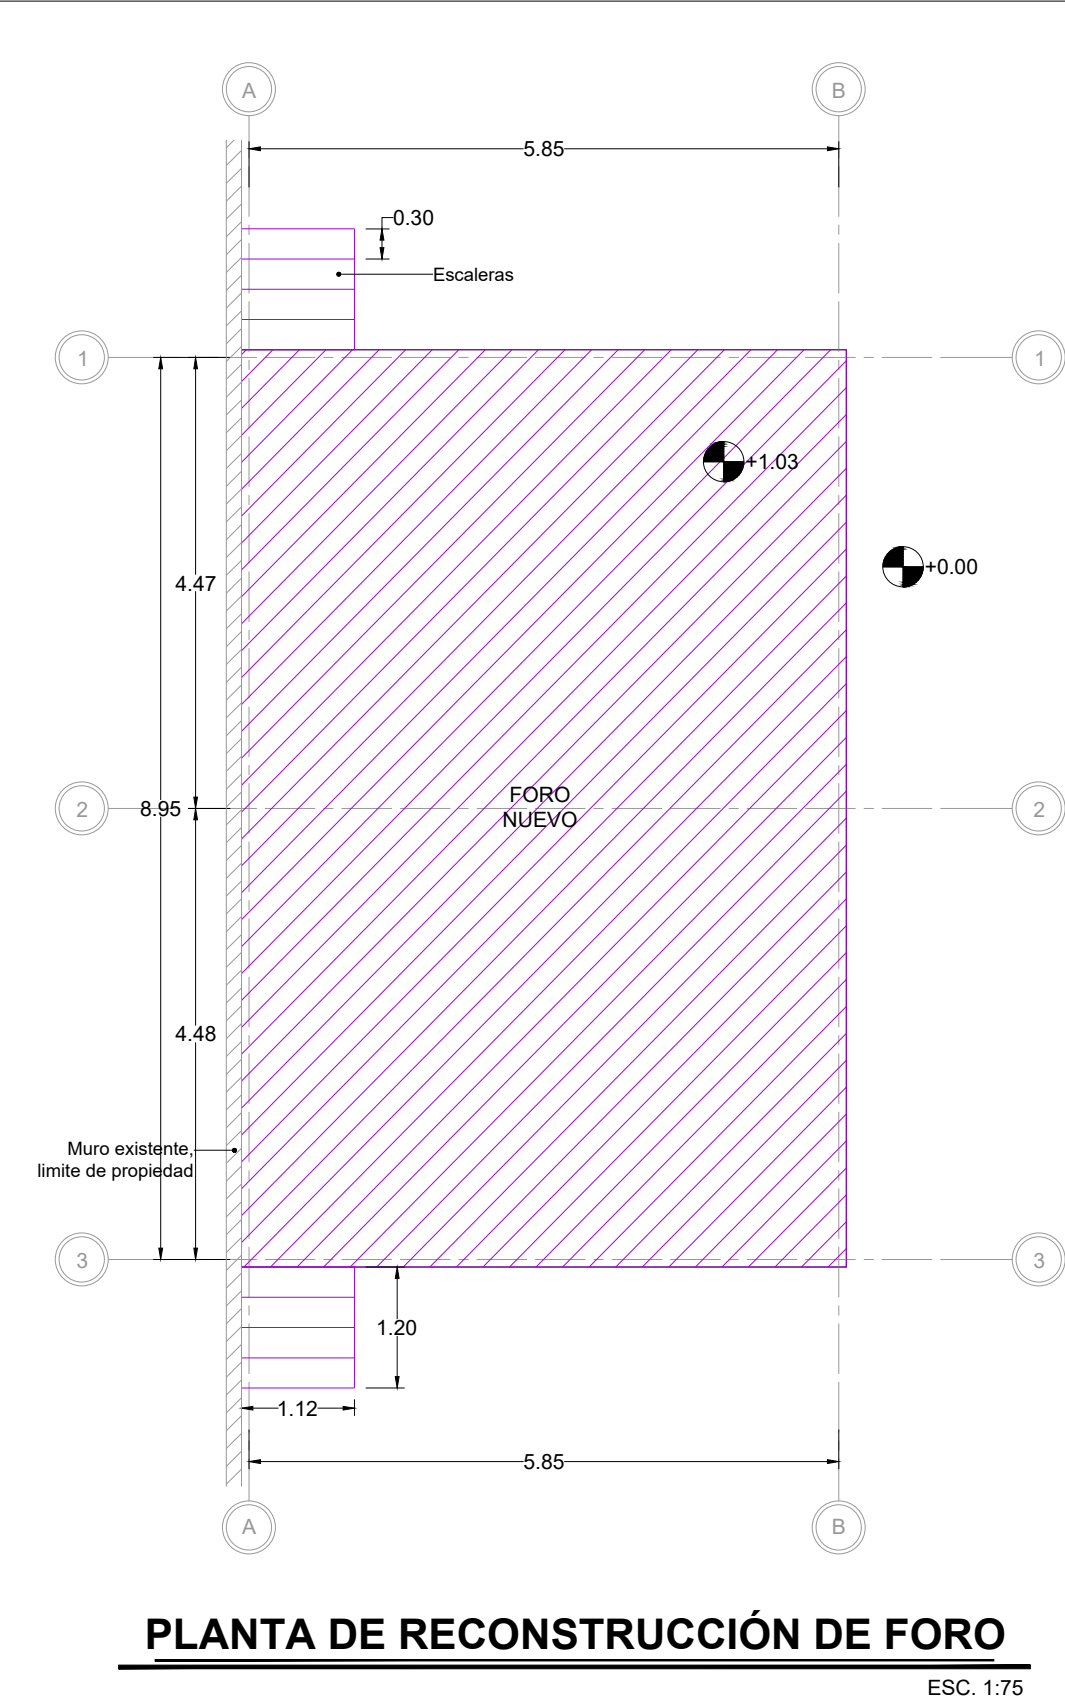 A
B
5.85
0.30
Escaleras
1
1
+1.03
+0.00
4.47
FORO
NUEVO
2
8.95
2
4.48
Muro existente,
limite de propiedad
3
3
1.20
1.12
5.85
A
B
PLANTA DE RECONSTRUCCIÓN DE FORO
ESC. 1:75